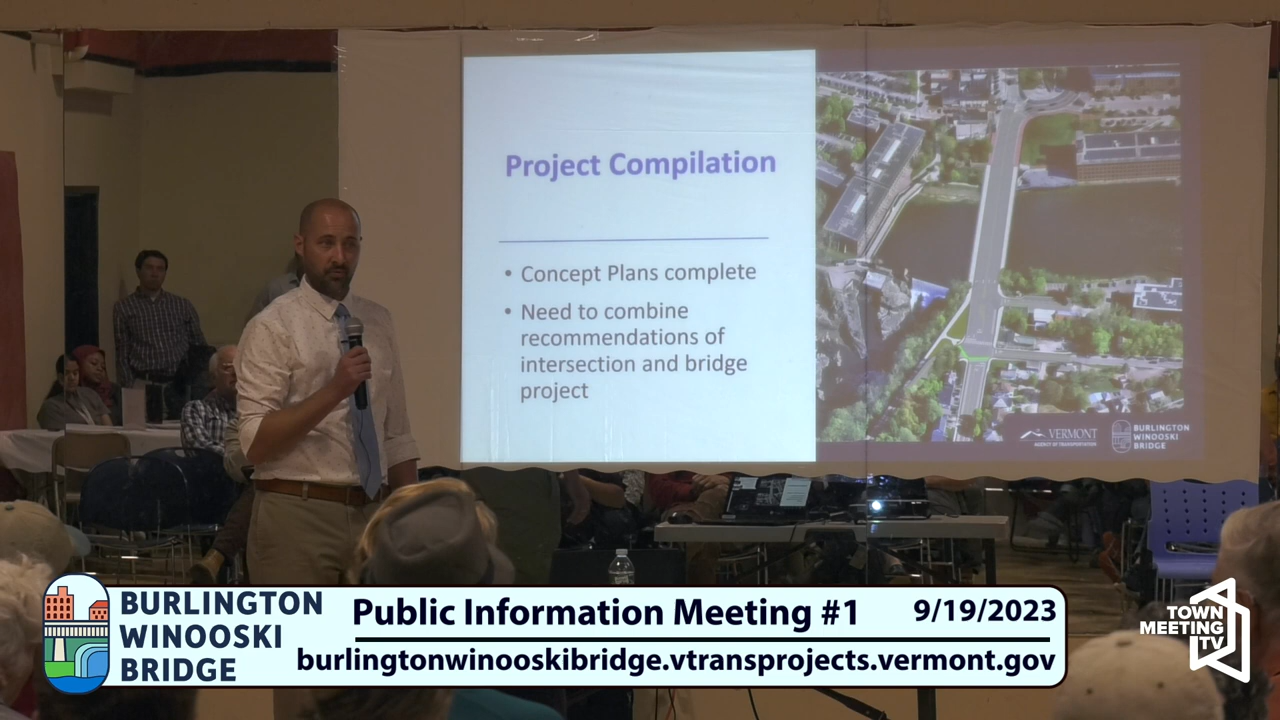 Project Compilation
• Concept Plans complete
• Need to combine
recommendations of
intersection and bridge
project
VERMONT
AGENCY OF TRANSPORTATION
BURLINGTON
WINOOSKI
BRIDGE
BURLINGTON
WINOOSKI
BRIDGE
Public Information Meeting #1
9/19/2023
burlingtonwinooskibridge.vtransprojects.vermont.gov
TOWN
MEETING
TV